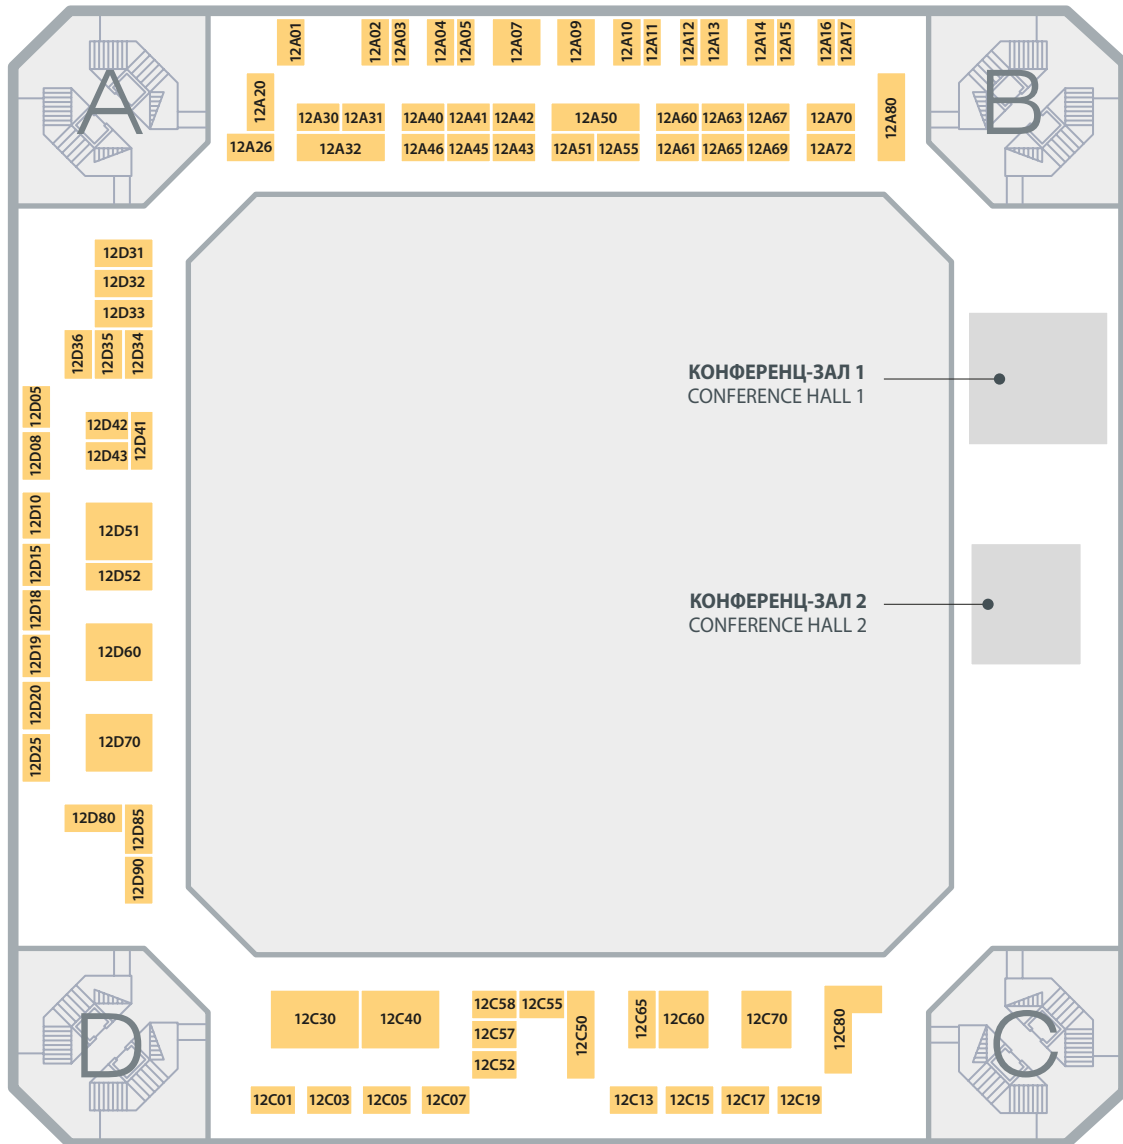 12A01
12A02
12A03
12A04
12A05
12A07
12A09
12A10
12A11
12A12
12A13
12A14
12A15
12A16
12A17
A
B
12A20
12A80
12A30
12A31
12A40
12A41
12A42
12A50
12A60
12A63
12A67
12A70
12A26
12A32
12A46
12A45
12A43
12A51
12A55
12A61
12A65
12A69
12A72
12D31
12D32
12D33
12D36
12D35
12D34
КОНФЕРЕНЦ-ЗАЛ 1
CONFERENCE HALL 1
12D05
12D42
12D41
12D08
12D43
12D10
12D51
12D15
12D52
12D18
КОНФЕРЕНЦ-ЗАЛ 2
CONFERENCE HALL 2
12D19
12D60
12D20
12D25
12D70
12D80
12D85
12D90
12C30
12C40
12C58
12C55
12C57
12C52
12C50
12C65
12C60
12C70
12C80
D
C
12C01
12C03
12C05
12C07
12C13
12C15
12C17
12C19